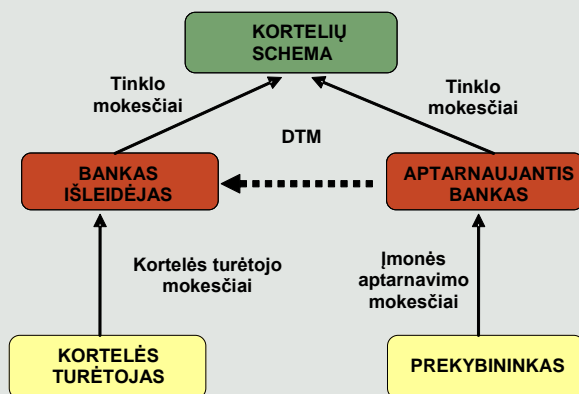 KORTELIŲ
SCHEMA
Tinklo
mokesčiai
Tinklo
mokesčiai
DTM
BANKAS
IŠLEIDĖJAS
APTARNAUJANTIS
BANKAS
Kortelės turėtojo
mokesčiai
Įmonės
aptarnavimo
mokesčiai
KORTELĖS
TURĖTOJAS
PREKYBININKAS